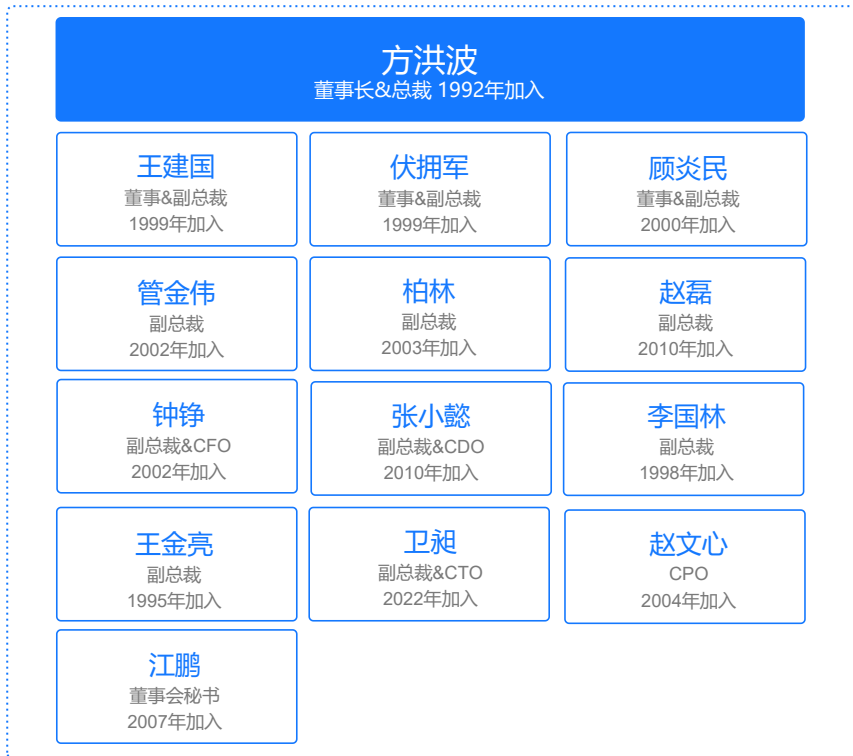 方洪波
董事长&总裁 1992年加入
王建国
董事&副总裁
1999年加入
伏拥军
董事&副总裁
1999年加入
顾炎民
董事&副总裁
2000年加入
管金伟
副总裁
2002年加入
柏林
副总裁
2003年加入
赵磊
副总裁
2010年加入
钟铮
副总裁&CFO
2002年加入
张小懿
副总裁&CDO
2010年加入
李国林
副总裁
1998年加入
王金亮
副总裁
1995年加入
卫昶
副总裁&CTO
2022年加入
赵文心
CPO
2004年加入
江鹏
董事会秘书
2007年加入